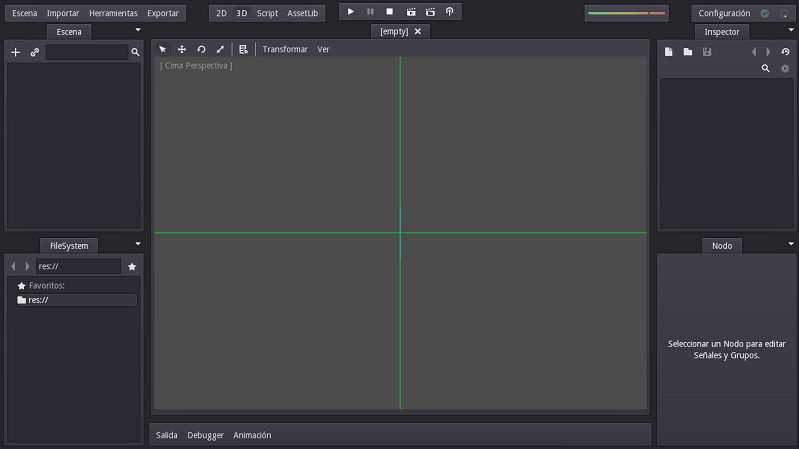 Escena Importar Herramientas Exportar 2D 3D Script AssetLib Configuración
Escena [empty] Inspector
Transformar Ver
[ Cima Perspectiva ]
FileSystem Nodo
res://
Favoritos:
res://
Seleccionar un Nodo para editar
Señales y Grupos.
Salida Debugger Animación